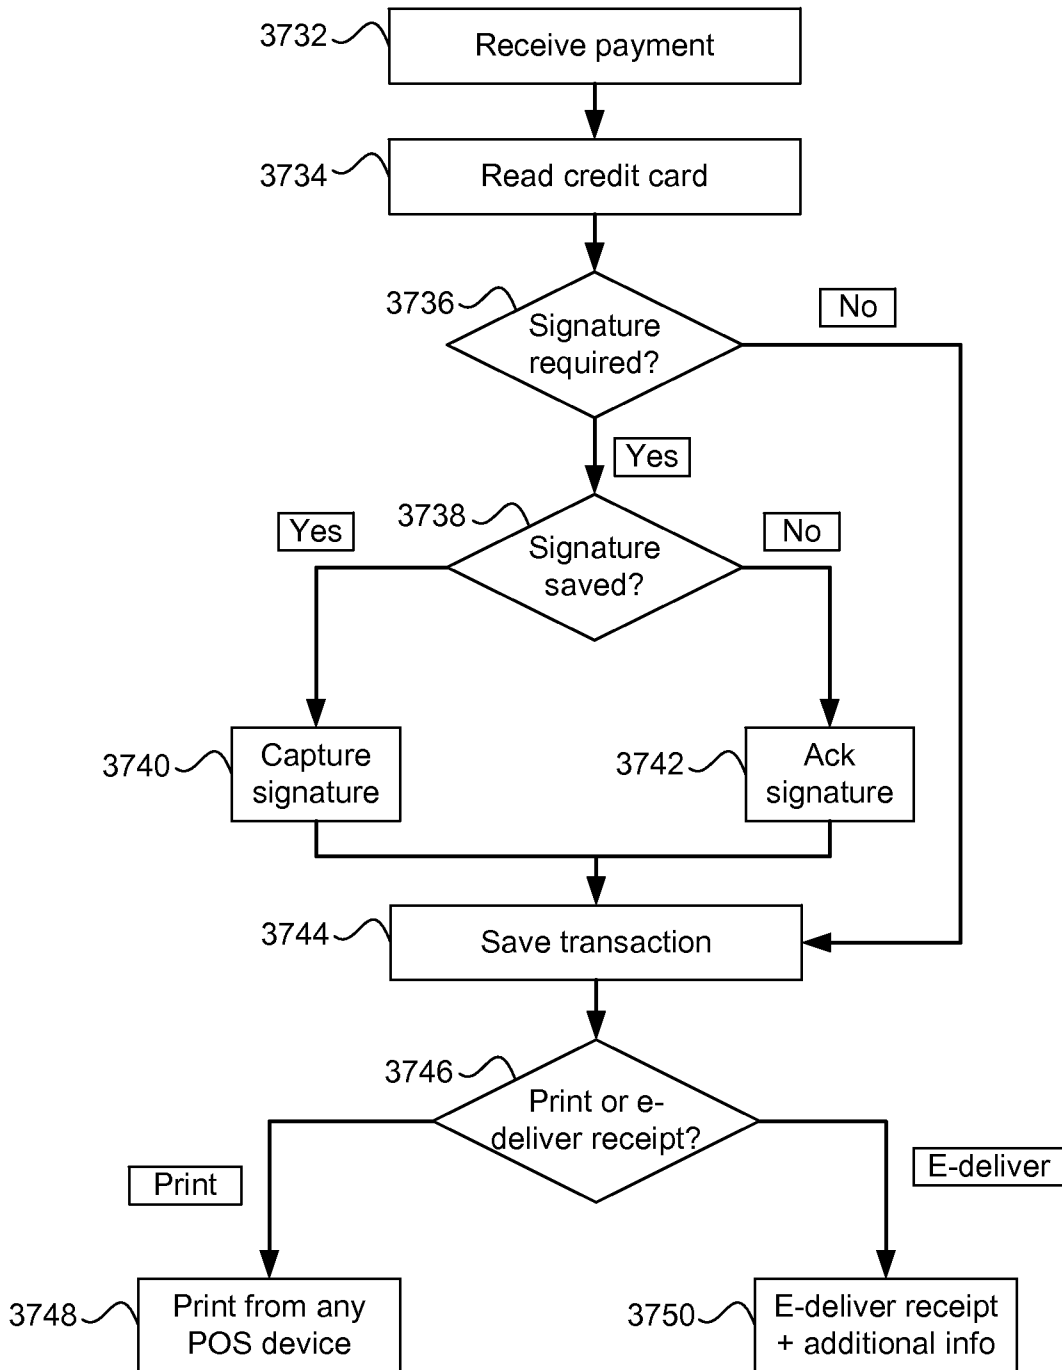 3732
Receive payment
3734
Read credit card
3736
No
Signature
required?
Yes
3738
Yes
No
Signature
saved?
3740
Capture
signature
3742
Ack
signature
3744
Save transaction
3746
Print or e-
deliver receipt?
Print
E-deliver
3748
Print from any
POS device
3750
E-deliver receipt
+ additional info